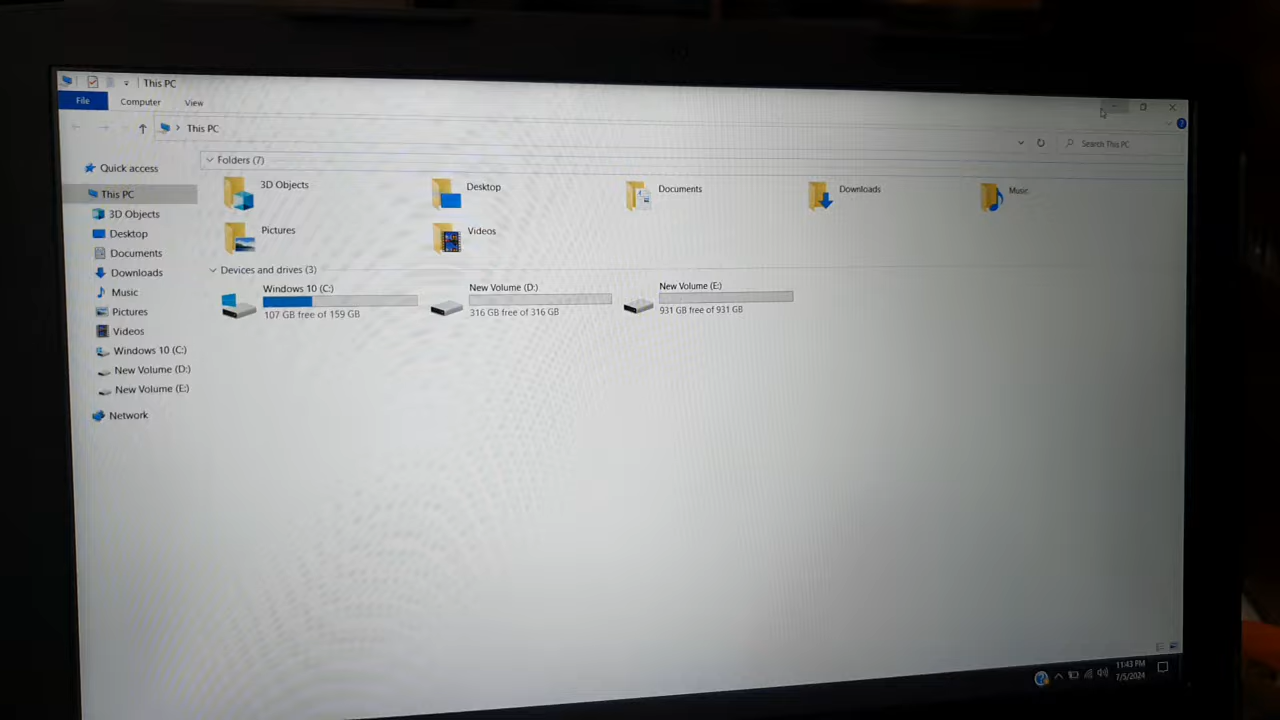 This PC
File Computer View
This PC
Search This PC
Quick access
This PC
3D Objects
Desktop
Documents
Downloads
Music
Pictures
Videos
Windows 10 (C:)
New Volume (D:)
New Volume (E:)
Network
Folders (7)
3D Objects
Desktop
Documents
Downloads
Music
Pictures
Videos
Devices and drives (3)
Windows 10 (C:)
107 GB free of 159 GB
New Volume (D:)
316 GB free of 316 GB
New Volume (E:)
931 GB free of 931 GB
11:43 PM
7/5/2024